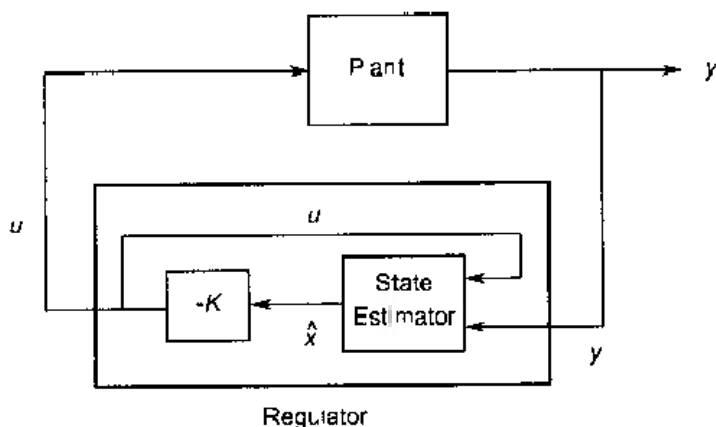 Plant
y
u
u
State
Estimator
-K
x̂
y
Regulator